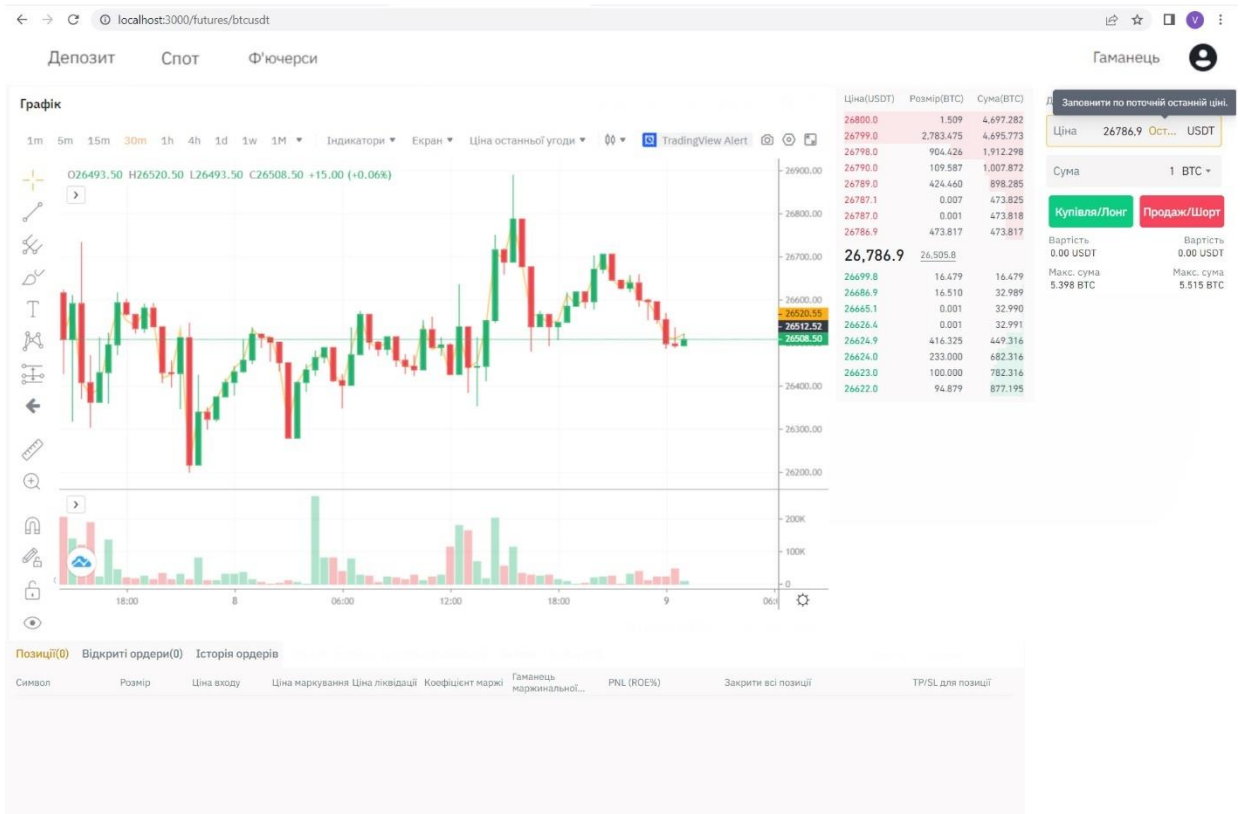 localhost:3000/futures/btcusdt
V
Депозит Спот Ф'ючерси Гаманець
Графік
1m 5m 15m 30m 1h 4h 1d 1w 1M Індикатори Екран Ціна останньої угоди TradingView Alert
O26493.50 H26520.50 L26493.50 C26508.50 +15.00 (+0.06%)
26900.00
26800.00
26700.00
26600.00
26520.55
26512.52
26508.50
26400.00
26300.00
26200.00
200K
100K
0
18:00 8 06:00 12:00 18:00 9
Ціна(USDT) Розмір(BTC) Сума(BTC)
26800.0 1.509 4,697.282
26799.0 2,783.475 4,695.773
26798.0 904.426 1,912.298
26790.0 109.587 1,007.872
26789.0 424.460 898.285
26787.1 0.007 473.825
26787.0 0.001 473.818
26786.9 473.817 473.817
26,786.9 26,505.8
26699.8 16.479 16.479
26686.9 16.510 32.989
26665.1 0.001 32.990
26626.4 0.001 32.991
26624.9 416.325 449.316
26624.0 233.000 682.316
26623.0 100.000 782.316
26622.0 94.879 877.195
Заповнити по поточній останній ціні.
Ціна 26786,9 Ост... USDT
Сума 1 BTC
Купівля/Лонг Продаж/Шорт
Вартість Вартість
0.00 USDT 0.00 USDT
Макс. сума Макс. сума
5.398 BTC 5.515 BTC
Позиції(0) Відкриті ордери(0) Історія ордерів
Символ Розмір Ціна входу Ціна маркування Ціна ліквідації Коефіцієнт маржі Гаманець маржинальної... PNL (ROE%) Закрити всі позиції TP/SL для позиції